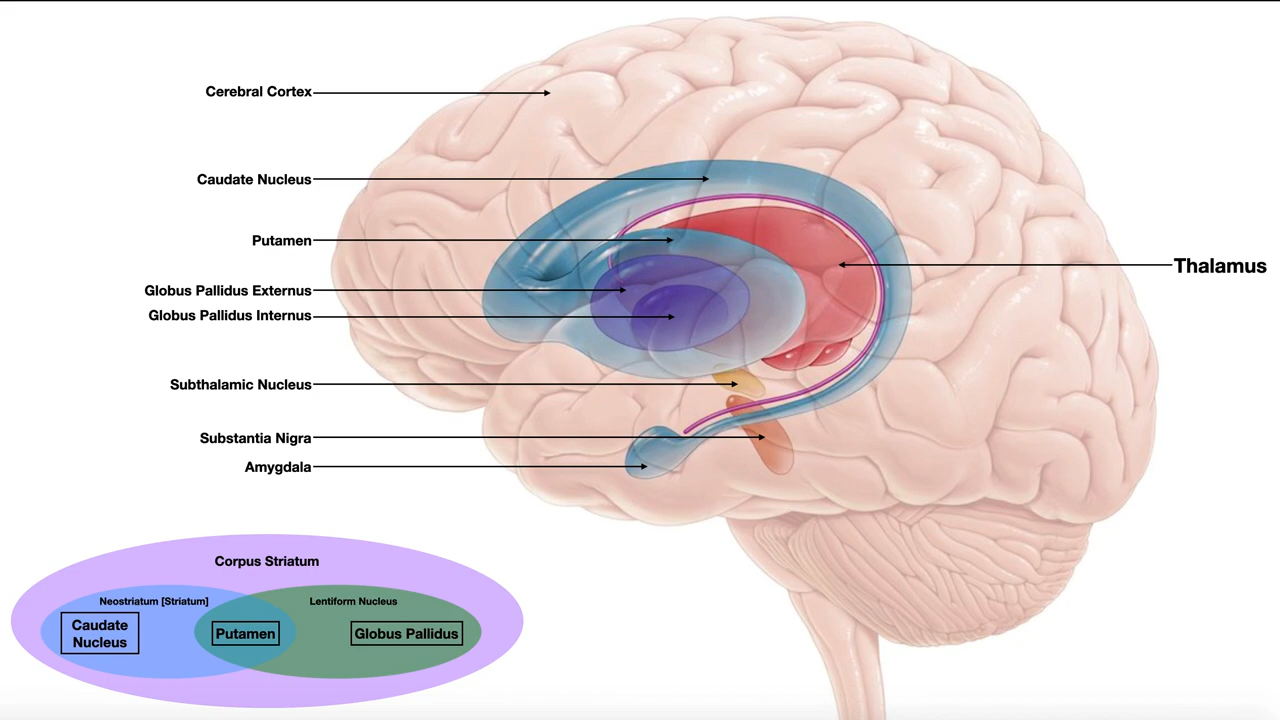 Cerebral Cortex
Caudate Nucleus
Putamen
Thalamus
Globus Pallidus Externus
Globus Pallidus Internus
Subthalamic Nucleus
Substantia Nigra
Amygdala
Corpus Striatum
Neostriatum [Striatum]
Lentiform Nucleus
Caudate
Nucleus
Putamen
Globus Pallidus